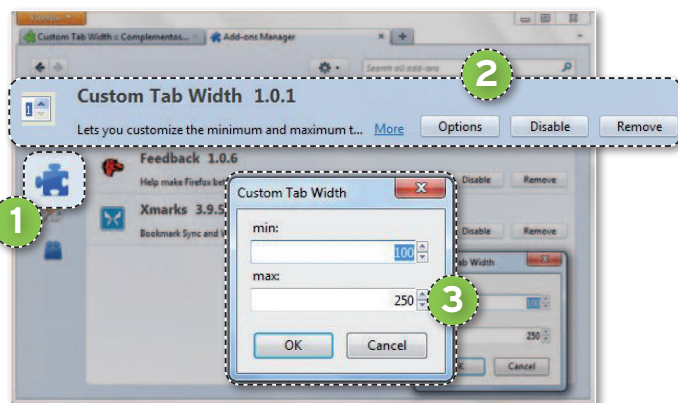 Firefox
Custom Tab Width :: Complementos...
Add-ons Manager
Search all add-ons
2
Custom Tab Width 1.0.1
Lets you customize the minimum and maximum t... More
Options
Disable
Remove
1
Feedback 1.0.6
Help make Firefox bet
Disable
Remove
Xmarks 3.9.5
Bookmark Sync and
Disable
Remove
Custom Tab Width
min:
100
max:
250
3
OK
Cancel
ab Width
100
250
Cancel